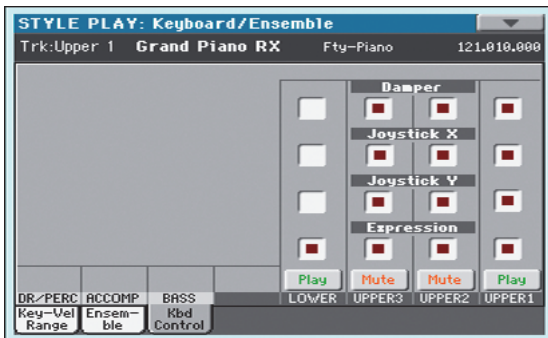 STYLE PLAY: Keyboard/Ensemble
Trk:Upper 1 Grand Piano RX Fty-Piano 121.010.000
Damper
Joystick X
Joystick Y
Expression
Play Mute Mute Play
DR/PERC ACCOMP BASS LOWER UPPER3 UPPER2 UPPER1
Key-Vel Range Ensem-ble Kbd Control